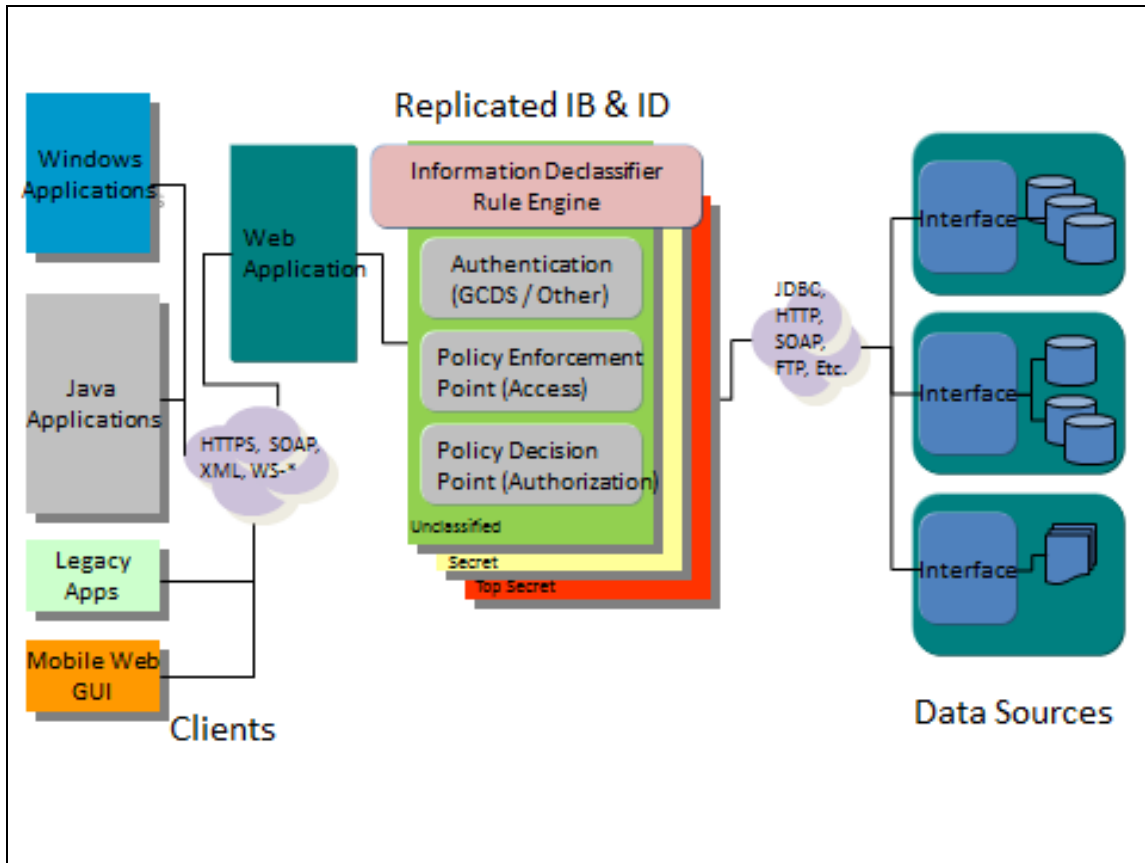 Replicated IB & ID
Windows
Applications
Java
Applications
Legacy
Apps
Mobile Web
GUI
Clients
HTTPS, SOAP,
XML, WS-*
Web
Application
Information Declassifier
Rule Engine
Authentication
(GCDS / Other)
Policy Enforcement
Point (Access)
Policy Decision
Point (Authorization)
Unclassified
Secret
Top Secret
JDBC,
HTTP,
SOAP,
FTP, Etc.
Interface
Interface
Interface
Data Sources